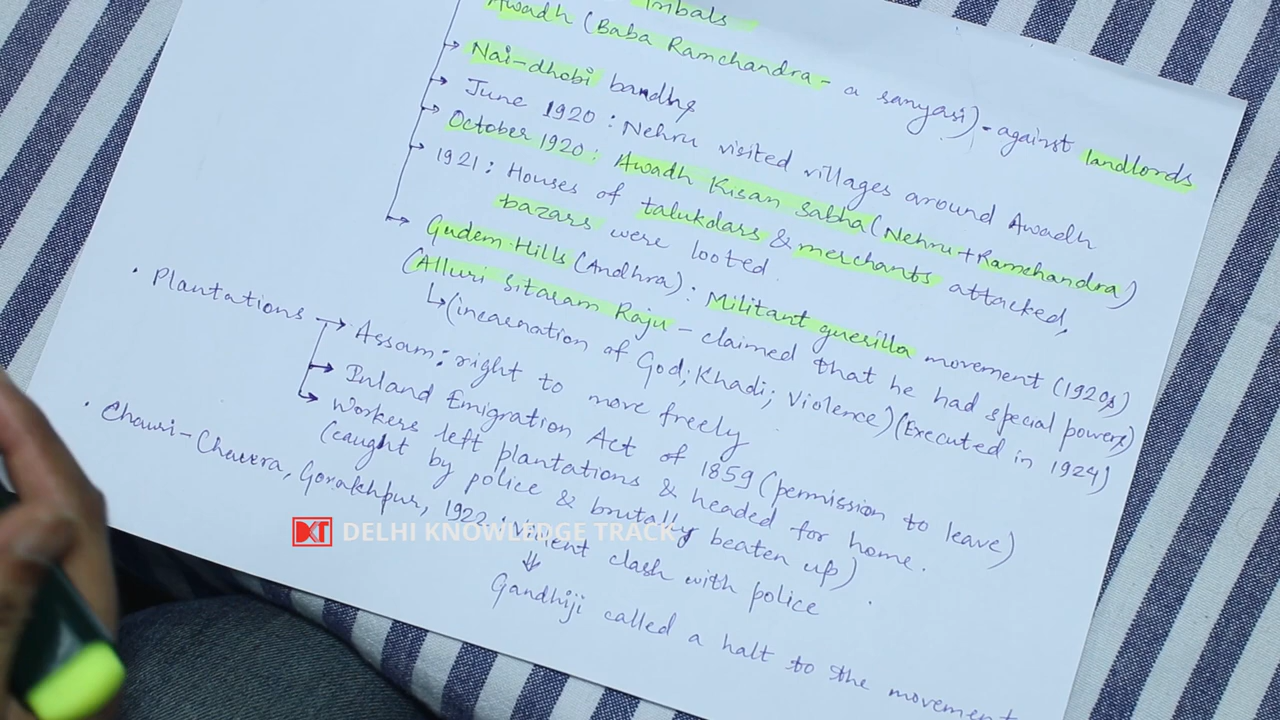 Tribals
Awadh (Baba Ramchandra - a sanyasi) - against landlords
Nai-dhobi bandhs
June 1920 : Nehru visited villages around Awadh
October 1920 : Awadh Kisan Sabha (Nehru + Ramchandra)
1921 : Houses of talukdars & merchants attacked,
bazars were looted.
Gudem Hills (Andhra) : Militant guerilla movement (1920s)
(Alluri Sitaram Raju - claimed that he had special powers)
(incarnation of God; Khadi; Violence) (Executed in 1924)
• Plantations
Assam: right to move freely
Inland Emigration Act of 1859 (permission to leave)
Workers left plantations & headed for home.
(caught by police & brutally beaten up)
• Chauri-Chaura, Gorakhpur, 1922 : violent clash with police
Gandhiji called a halt to the movement
DKT DELHI KNOWLEDGE TRACK